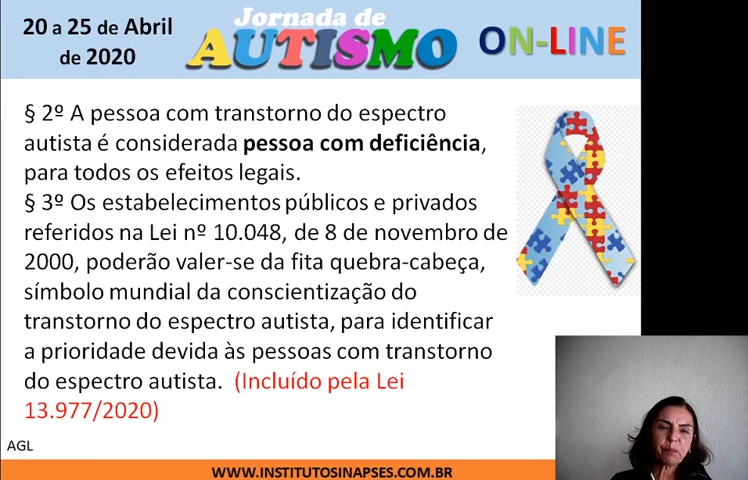 20 a 25 de Abril
de 2020
Jornada de
AUTISMO
ON-LINE
§ 2º A pessoa com transtorno do espectro
autista é considerada pessoa com deficiência,
para todos os efeitos legais.
§ 3º Os estabelecimentos públicos e privados
referidos na Lei nº 10.048, de 8 de novembro de
2000, poderão valer-se da fita quebra-cabeça,
símbolo mundial da conscientização do
transtorno do espectro autista, para identificar
a prioridade devida às pessoas com transtorno
do espectro autista. (Incluído pela Lei
13.977/2020)
AGL
WWW.INSTITUTOSINAPSES.COM.BR